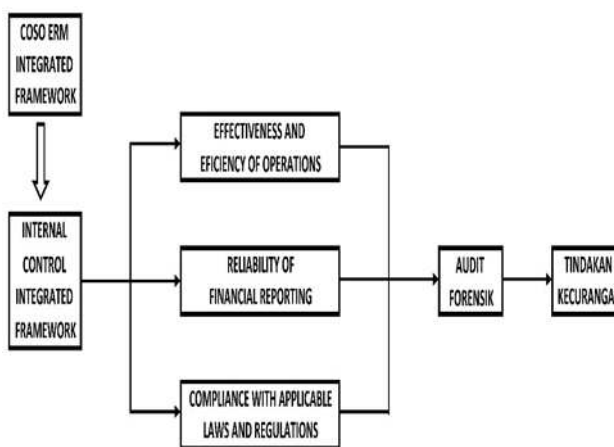 COSO ERM
INTEGRATED
FRAMEWORK
EFFECTIVENESS AND
EFICIENCY OF OPERATIONS
INTERNAL
CONTROL
INTEGRATED
FRAMEWORK
RELIABILITY OF
FINANCIAL REPORTING
AUDIT
FORENSIK
TINDAKAN
KECURANGA
COMPLIANCE WITH APPLICABLE
LAWS AND REGULATIONS